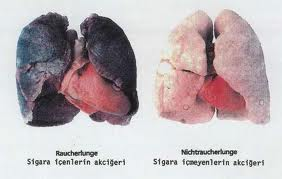 Raucherlunge
Sigara içenlerin akciğeri
Nichtraucherlunge
Sigara içmeyenlerin akciğeri